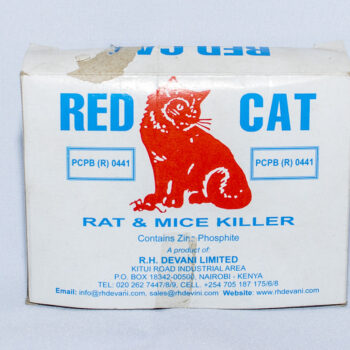 RED CAT
RED CAT
PCPB (R) 0441 PCPB (R) 0441
RAT & MICE KILLER
Contains Zinc Phosphite
A product of
R.H. DEVANI LIMITED
KITUI ROAD INDUSTRIAL AREA
P.O. BOX 18342-00500, NAIROBI - KENYA
TEL: 020 262 7447/8/9, CELL: +254 705 187 175/6/8
Email: info@rhdevani.com, sales@rhdevani.com Website: www.rhdevani.com